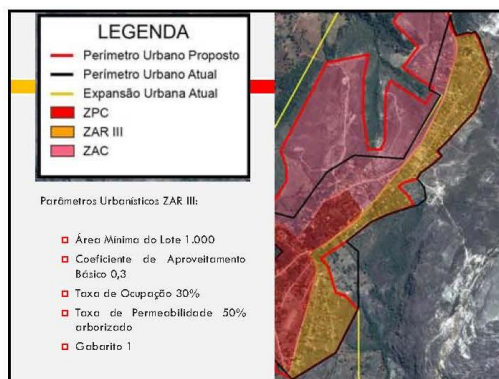 LEGENDA
Perímetro Urbano Proposto
Perímetro Urbano Atual
Expansão Urbana Atual
ZPC
ZAR III
ZAC
Parâmetros Urbanísticos ZAR III:
Área Mínima do Lote 1.000
Coeficiente de Aproveitamento
Básico 0,3
Taxa de Ocupação 30%
Taxa de Permeabilidade 50%
arborizado
Gabarito 1